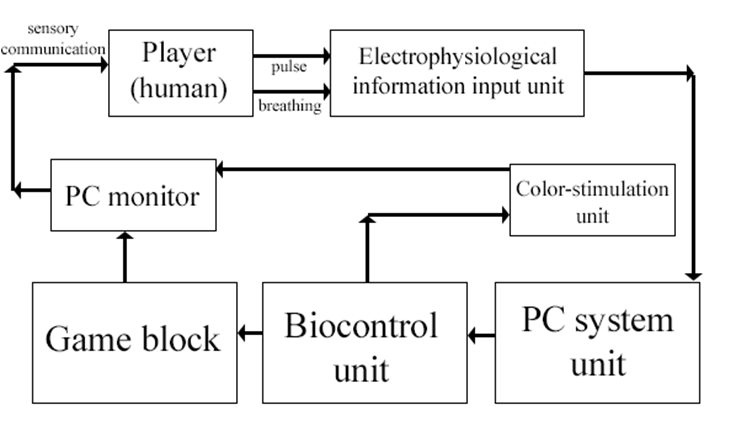 sensory
communication
Player
(human)
pulse
breathing
Electrophysiological
information input unit
PC monitor
Color-stimulation
unit
Game block
Biocontrol
unit
PC system
unit